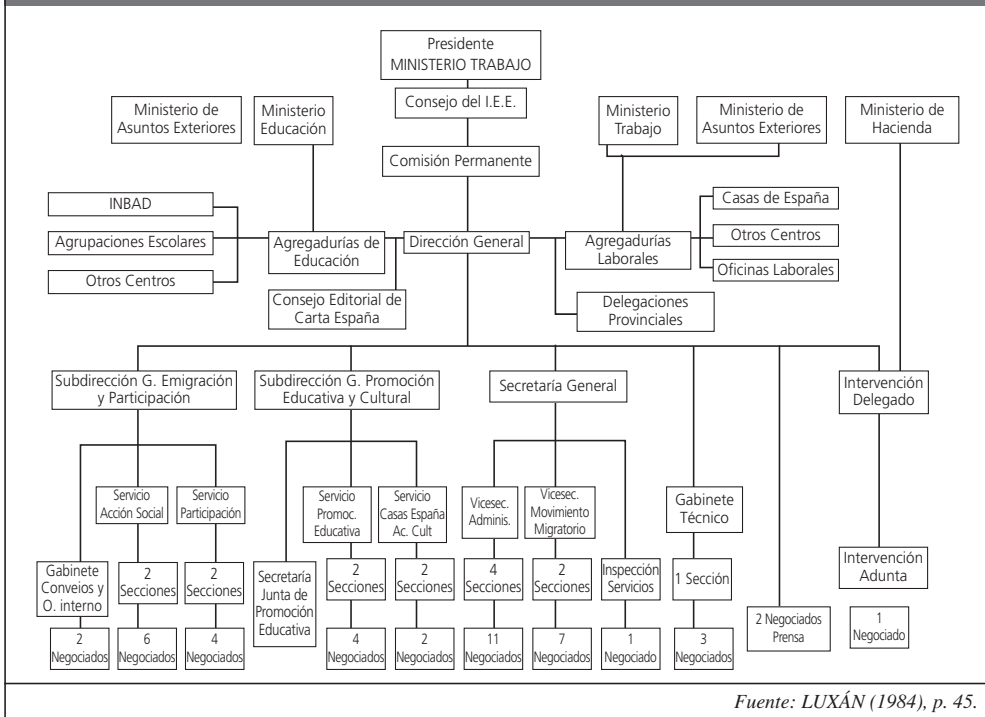 Presidente
MINISTERIO TRABAJO
Consejo del I.E.E.
Ministerio de
Asuntos Exteriores
Ministerio
Educación
Ministerio
Trabajo
Ministerio de
Asuntos Exteriores
Ministerio de
Hacienda
Comisión Permanente
INBAD
Agrupaciones Escolares
Otros Centros
Agregadurías de
Educación
Dirección General
Agregadurías
Laborales
Casas de España
Otros Centros
Oficinas Laborales
Consejo Editorial de
Carta España
Delegaciones
Provinciales
Subdirección G. Emigración
y Participación
Subdirección G. Promoción
Educativa y Cultural
Secretaría General
Intervención
Delegado
Servicio
Acción Social
Servicio
Participación
Servicio
Promoc.
Educativa
Servicio
Casas España
Ac. Cult
Vicesec.
Adminis.
Vicesec.
Movimiento
Migratorio
Gabinete
Técnico
Gabinete
Conveios y
O. interno
2
Secciones
2
Secciones
Secretaría
Junta de
Promoción
Educativa
2
Secciones
2
Secciones
4
Secciones
2
Secciones
Inspección
Servicios
1 Sección
Intervención
Adunta
2
Negociados
6
Negociados
4
Negociados
4
Negociados
2
Negociados
11
Negociados
7
Negociados
1
Negociado
3
Negociados
2 Negociados
Prensa
1
Negociado
Fuente: LUXÁN (1984), p. 45.